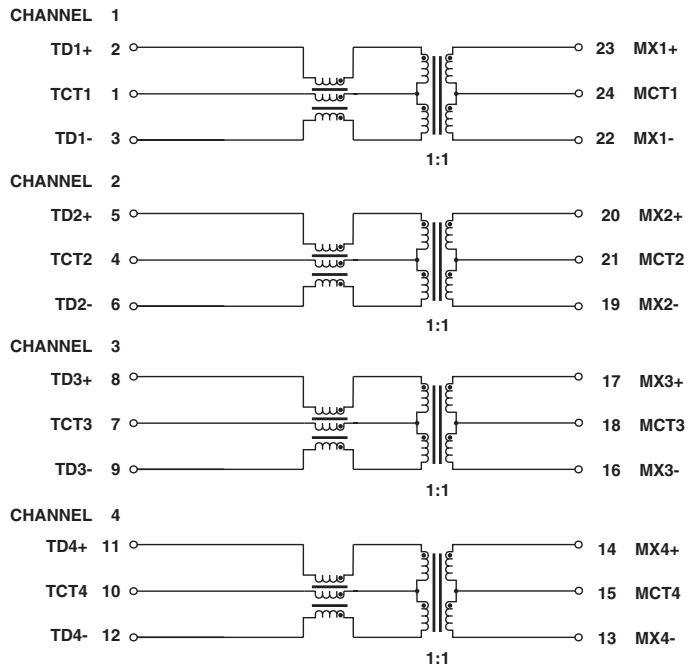 CHANNEL 1
TD1+ 2 23 MX1+
TCT1 1 24 MCT1
TD1- 3 22 MX1-
1:1
CHANNEL 2
TD2+ 5 20 MX2+
TCT2 4 21 MCT2
TD2- 6 19 MX2-
1:1
CHANNEL 3
TD3+ 8 17 MX3+
TCT3 7 18 MCT3
TD3- 9 16 MX3-
1:1
CHANNEL 4
TD4+ 11 14 MX4+
TCT4 10 15 MCT4
TD4- 12 13 MX4-
1:1